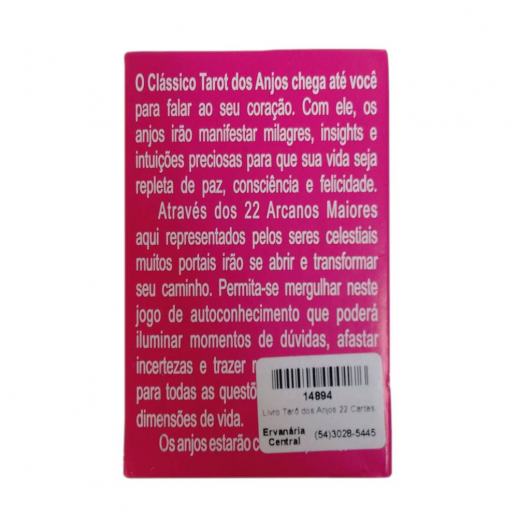 O Clássico Tarot dos Anjos chega até você
para falar ao seu coração. Com ele, os
anjos irão manifestar milagres, insights e
intuições preciosas para que sua vida seja
repleta de paz, consciência e felicidade.
Através dos 22 Arcanos Maiores
aqui representados pelos seres celestiais
muitos portais irão se abrir e transformar
seu caminho. Permita-se mergulhar neste
jogo de autoconhecimento que poderá
iluminar momentos de dúvidas, afastar
incertezas e trazer
para todas as
dimensões de vida.
Os anjos estarão
14894
Livro Tarô dos Anjos 22 Cartas
Ervanária
Central
(54)3028-5445